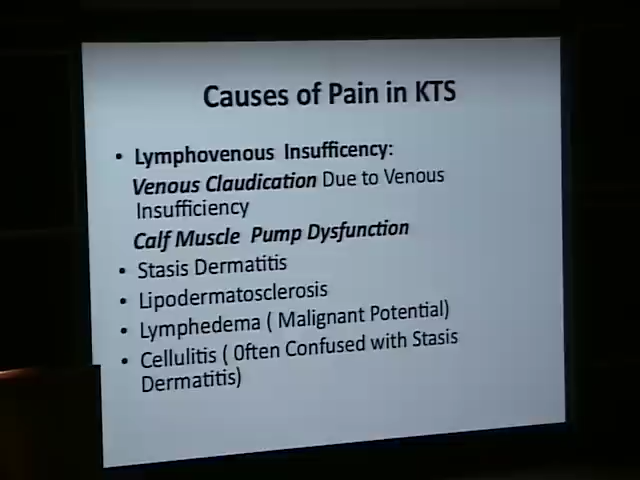 Causes of Pain in KTS
• Lymphovenous Insufficency:
Venous Claudication Due to Venous
Insufficiency
Calf Muscle Pump Dysfunction
• Stasis Dermatitis
• Lipodermatosclerosis
• Lymphedema ( Malignant Potential)
• Cellulitis ( Often Confused with Stasis
Dermatitis)